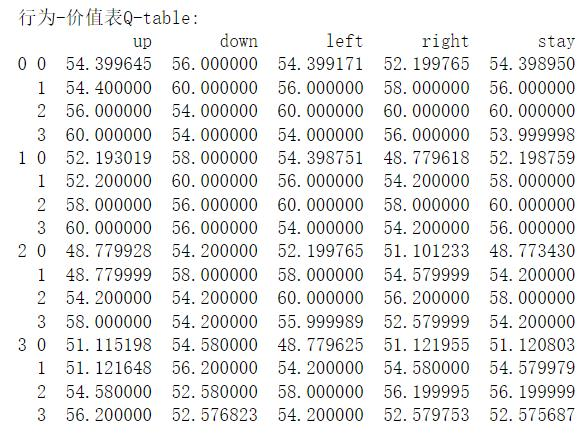 行为-价值表Q-table:
up down left right stay
0 0 54.399645 56.000000 54.399171 52.199765 54.398950
1 54.400000 60.000000 56.000000 58.000000 56.000000
2 56.000000 54.000000 60.000000 60.000000 60.000000
3 60.000000 54.000000 54.000000 56.000000 53.999998
1 0 52.193019 58.000000 54.398751 48.779618 52.198759
1 52.200000 60.000000 56.000000 54.200000 58.000000
2 58.000000 56.000000 60.000000 58.000000 60.000000
3 60.000000 56.000000 54.000000 54.200000 56.000000
2 0 48.779928 54.200000 52.199765 51.101233 48.773430
1 48.779999 58.000000 58.000000 54.579999 54.200000
2 54.200000 54.200000 60.000000 56.200000 58.000000
3 58.000000 54.200000 55.999989 52.579999 54.200000
3 0 51.115198 54.580000 48.779625 51.121955 51.120803
1 51.121648 56.200000 54.200000 54.580000 54.579979
2 54.580000 52.580000 58.000000 56.199995 56.199999
3 56.200000 52.576823 54.200000 52.579753 52.575687